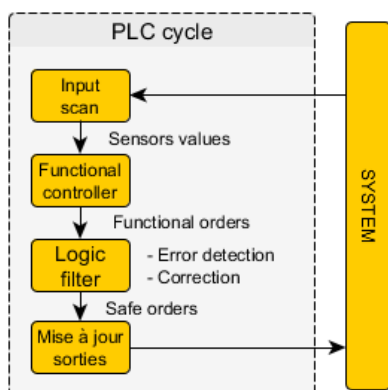 PLC cycle
Input
scan
Sensors values
Functional
controller
Functional orders
Logic
filter
- Error detection
- Correction
Safe orders
Mise à jour
sorties
SYSTEM